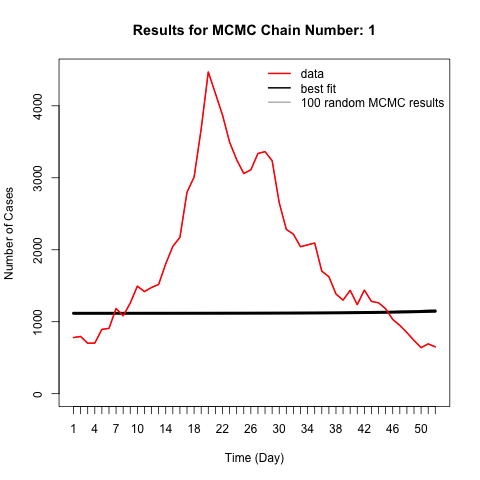 Results for MCMC Chain Number: 1
data
best fit
100 random MCMC results
Number of Cases
4000
3000
2000
1000
0
1 4 7 10 14 18 22 26 30 34 38 42 46 50
Time (Day)